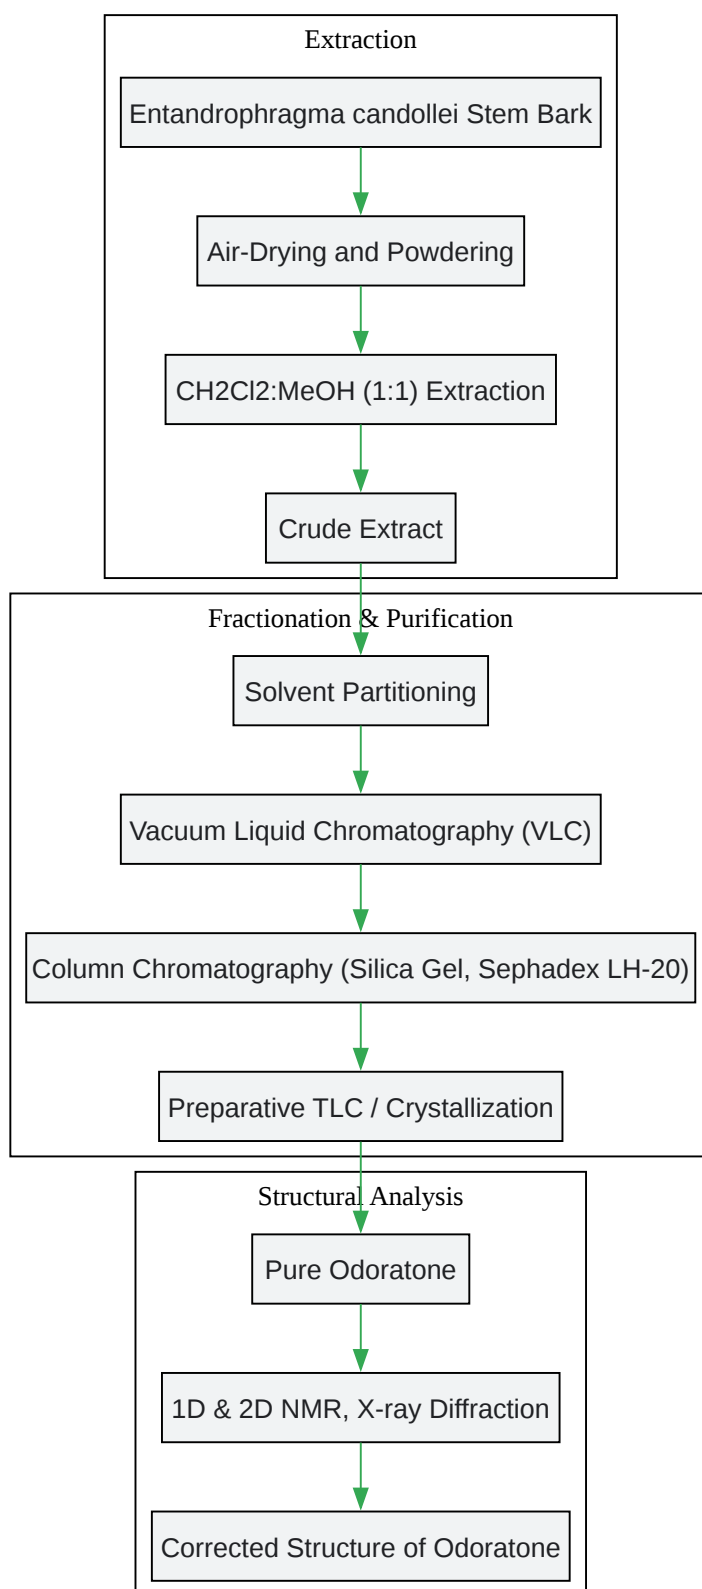 Extraction
Entandrophragma candollei Stem Bark
Air-Drying and Powdering
CH2Cl2:MeOH (1:1) Extraction
Crude Extract
Fractionation & Purification
Solvent Partitioning
Vacuum Liquid Chromatography (VLC)
Column Chromatography (Silica Gel, Sephadex LH-20)
Preparative TLC / Crystallization
Structural Analysis
Pure Odoratone
1D & 2D NMR, X-ray Diffraction
Corrected Structure of Odoratone